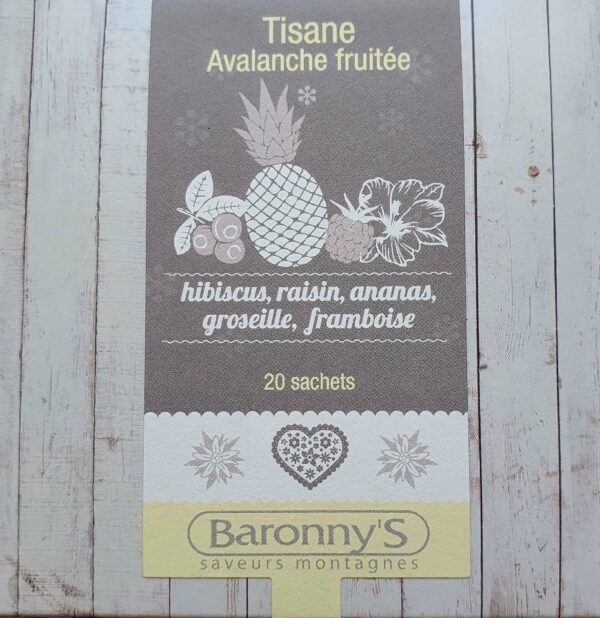 Tisane
Avalanche fruitée
hibiscus, raisin, ananas,
groseille, framboise
20 sachets
Baronny'S
saveurs montagnes